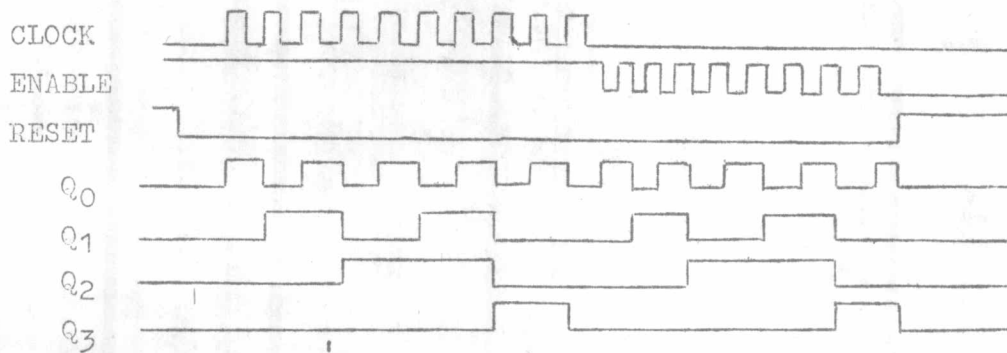 CLOCK
ENABLE
RESET
Q0
Q1
Q2
Q3